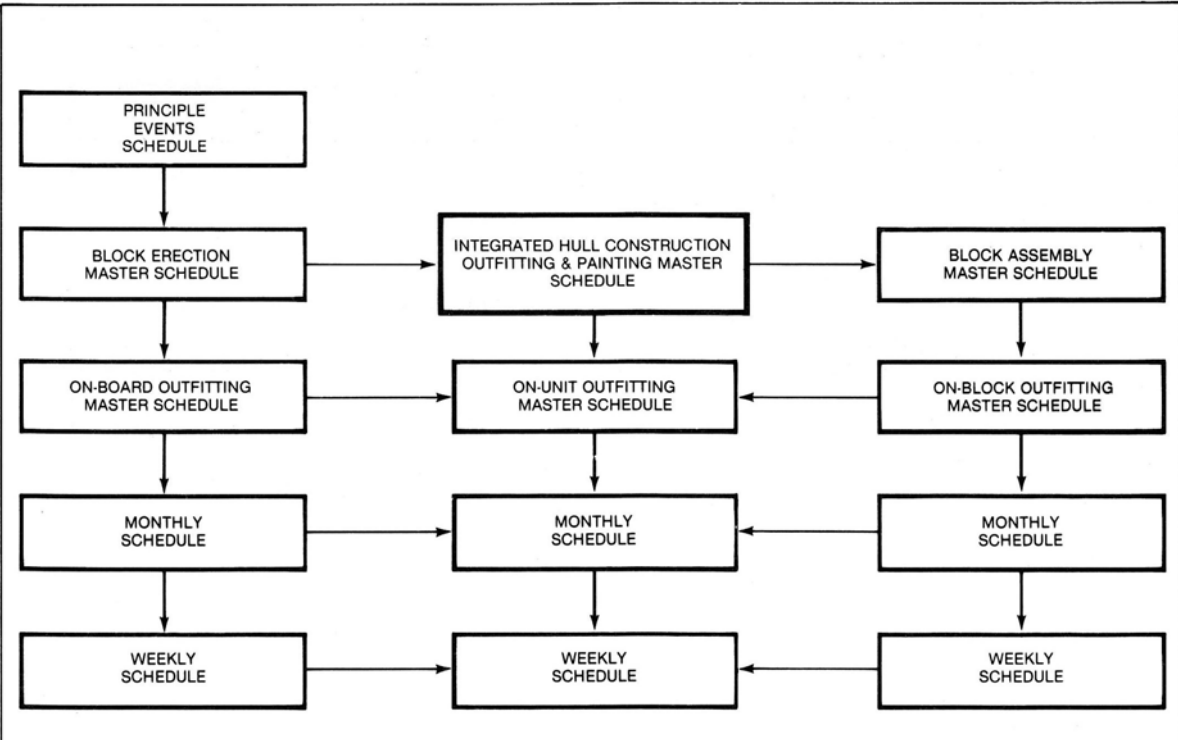 PRINCIPLE
EVENTS
SCHEDULE
BLOCK ERECTION
MASTER SCHEDULE
INTEGRATED HULL CONSTRUCTION
OUTFITTING & PAINTING MASTER
SCHEDULE
BLOCK ASSEMBLY
MASTER SCHEDULE
ON-BOARD OUTFITTING
MASTER SCHEDULE
ON-UNIT OUTFITTING
MASTER SCHEDULE
ON-BLOCK OUTFITTING
MASTER SCHEDULE
MONTHLY
SCHEDULE
MONTHLY
SCHEDULE
MONTHLY
SCHEDULE
WEEKLY
SCHEDULE
WEEKLY
SCHEDULE
WEEKLY
SCHEDULE